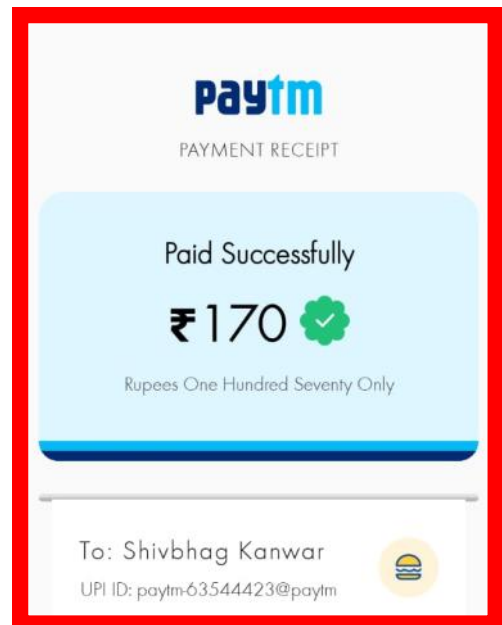 paytm
PAYMENT RECEIPT
Paid Successfully
₹170
Rupees One Hundred Seventy Only
To: Shivbhag Kanwar
UPI ID: paytm-63544423@paytm